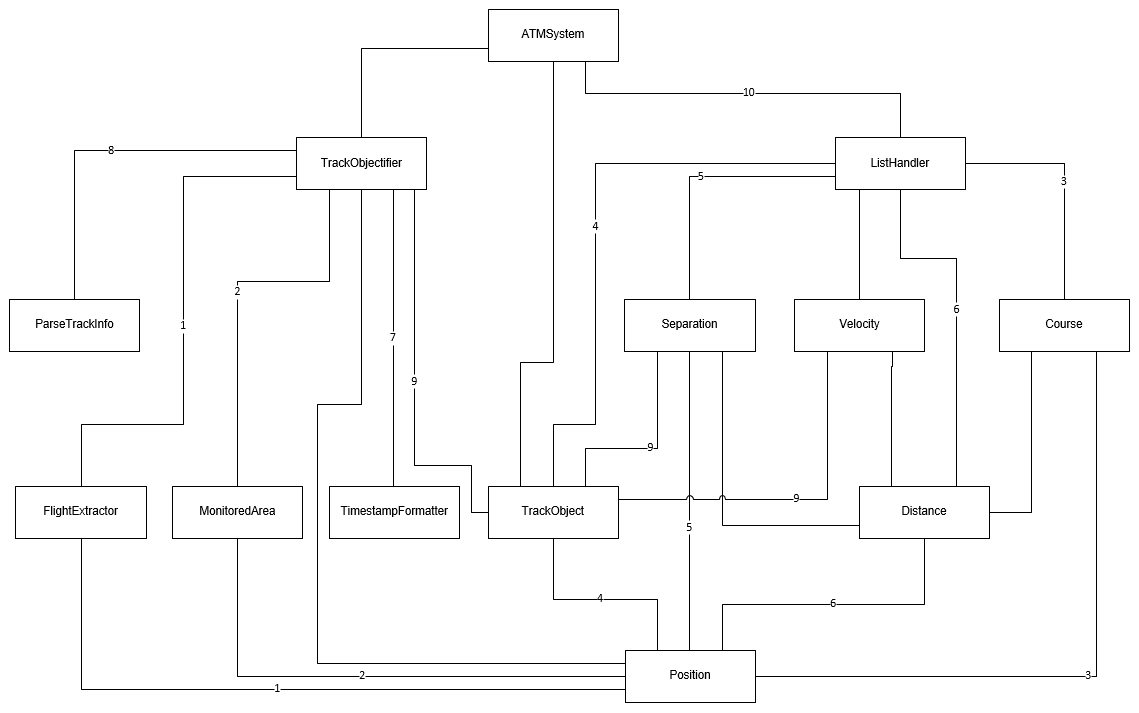 ATMSystem
10
8
TrackObjectifier
ListHandler
5
3
4
2
6
ParseTrackInfo
1
7
Separation
Velocity
Course
9
9
9
FlightExtractor
MonitoredArea
TimestampFormatter
TrackObject
Distance
5
4
6
2
Position
3
1